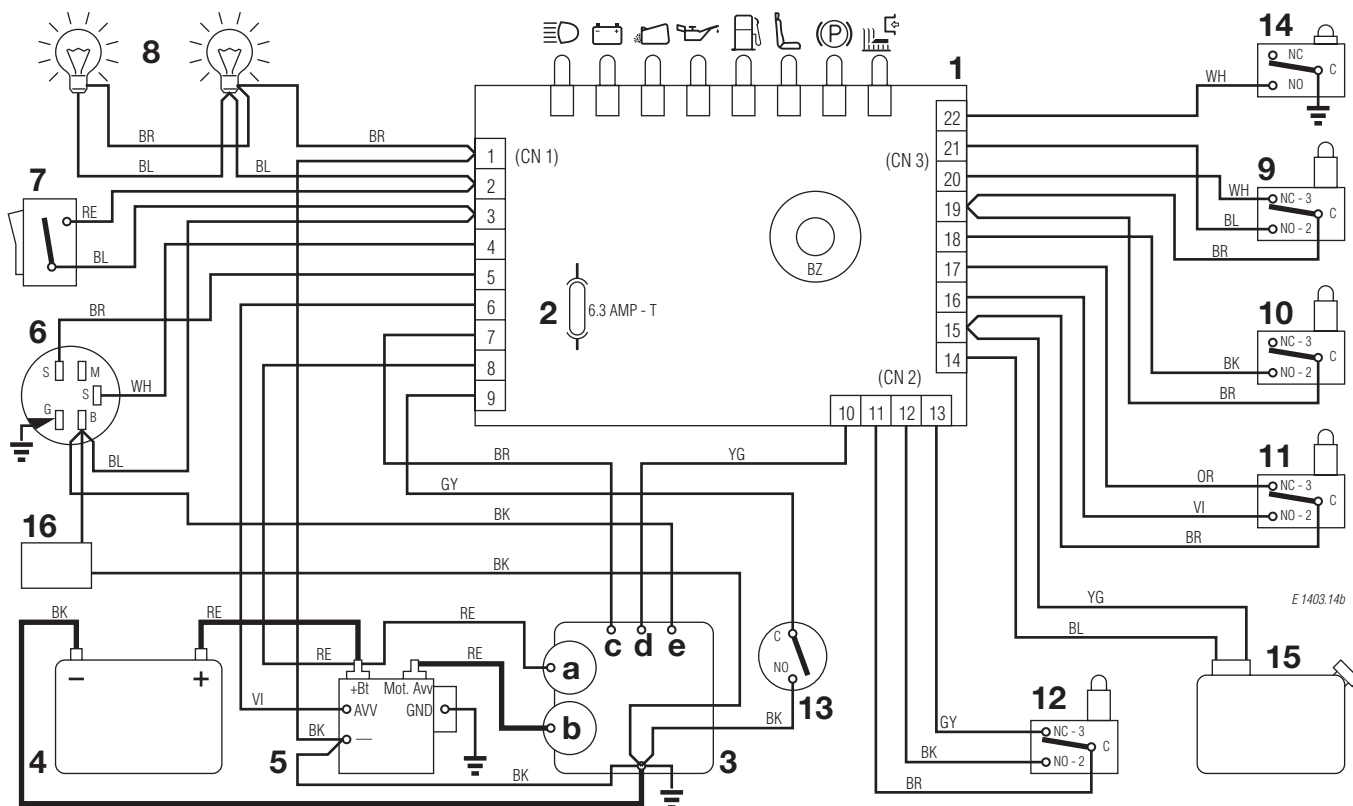 8
P
1
14
NC
C
NO
WH
22
21
20
19
18
17
16
15
14
(CN 3)
1
2
3
4
5
6
7
8
9
(CN 1)
BR
BR
BL
BL
7
RE
BL
9
WH
NC - 3
C
BL
NO - 2
BR
BZ
2
6.3 AMP - T
6
BR
S
M
S
WH
G
B
BL
10
NC - 3
C
BK
NO - 2
BR
(CN 2)
10
11
12
13
BR
YG
GY
BK
11
OR
NC - 3
C
VI
NO - 2
BR
16
BK
BK
RE
RE
RE
RE
c
d
e
a
b
C
NO
13
YG
BL
E 1403.14b
15
–
+
4
+Bt
Mot. Avv
VI
AVV
GND
BK
—
5
BK
3
BK
12
GY
NC - 3
C
BK
NO - 2
BR